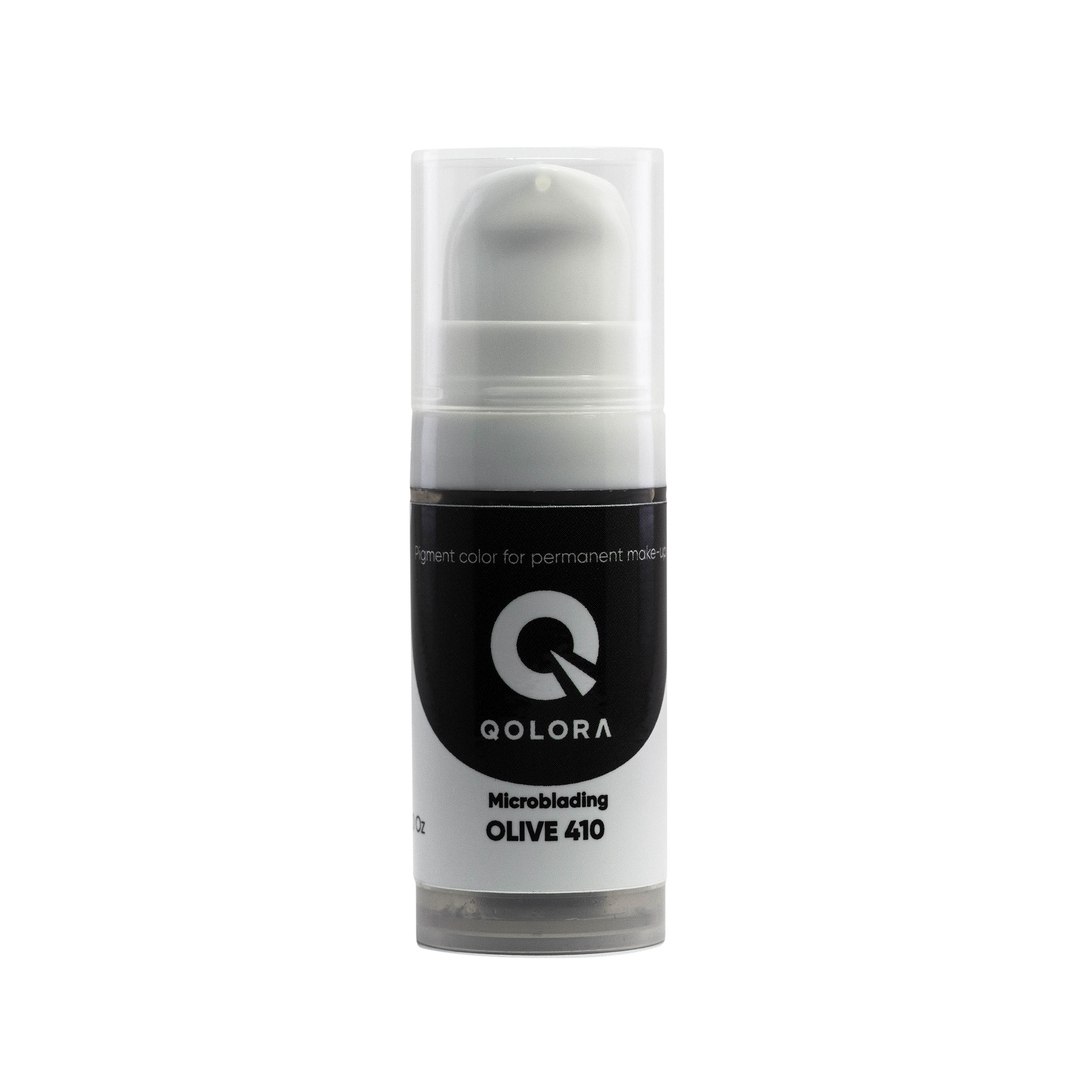 Pigment color for permanent make-up
QOLORA
Microblading
OLIVE 410
Oz